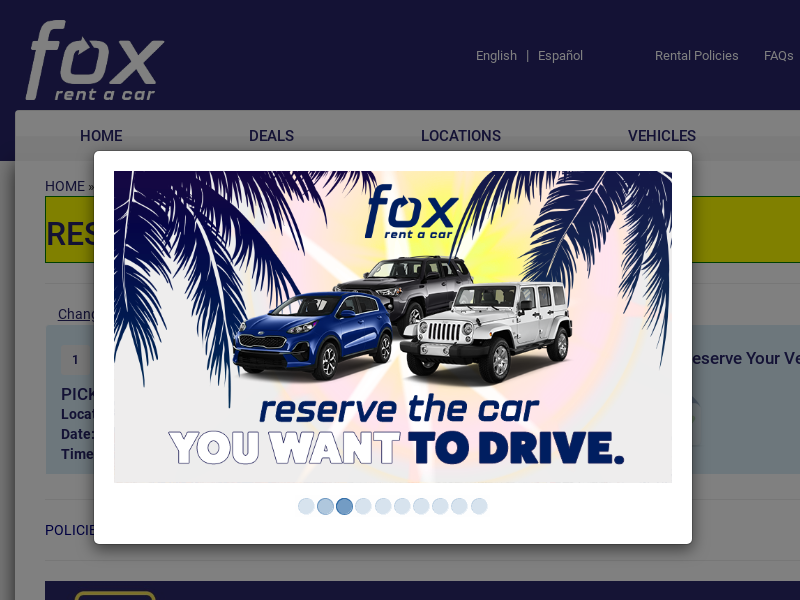 fox
rent a car
English | Español
Rental Policies
FAQs
HOME
DEALS
LOCATIONS
VEHICLES
HOME »
RES
Chang
1
eserve Your Ve
PICK
Locat
Date:
Time
fox
rent a car
reserve the car
YOU WANT TO DRIVE.
POLICIE